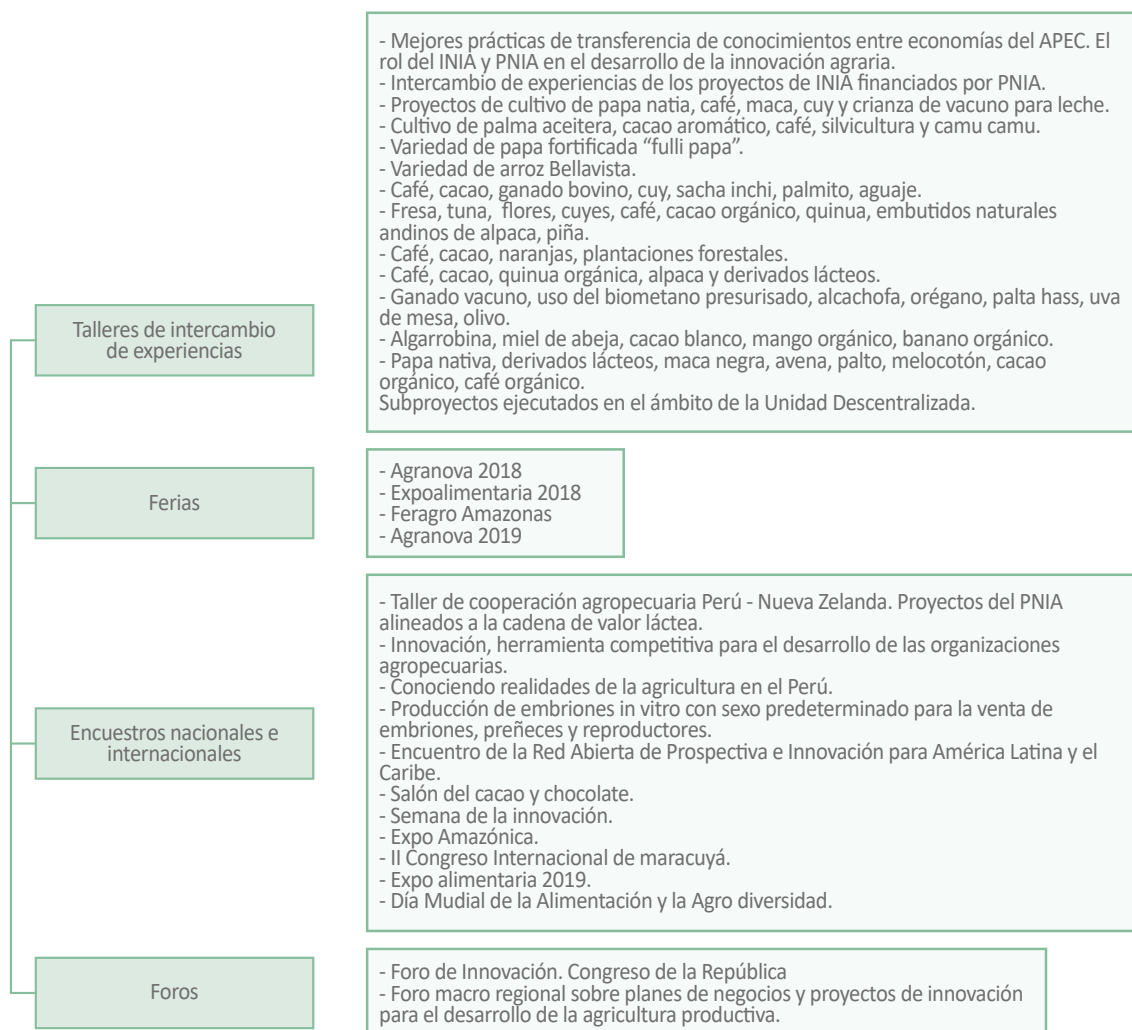 - Mejores prácticas de transferencia de conocimientos entre economías del APEC. El
rol del INIA y PNIA en el desarrollo de la innovación agraria.
- Intercambio de experiencias de los proyectos de INIA financiados por PNIA.
- Proyectos de cultivo de papa natia, café, maca, cuy y crianza de vacuno para leche.
- Cultivo de palma aceitera, cacao aromático, café, silvicultura y camu camu.
- Variedad de papa fortificada “fulli papa”.
- Variedad de arroz Bellavista.
- Café, cacao, ganado bovino, cuy, sacha inchi, palmito, aguaje.
- Fresa, tuna, flores, cuyes, café, cacao orgánico, quinua, embutidos naturales
andinos de alpaca, piña.
- Café, cacao, naranjas, plantaciones forestales.
- Café, cacao, quinua orgánica, alpaca y derivados lácteos.
- Ganado vacuno, uso del biometano presurisado, alcachofa, orégano, palta hass, uva
de mesa, olivo.
- Algarrobina, miel de abeja, cacao blanco, mango orgánico, banano orgánico.
- Papa nativa, derivados lácteos, maca negra, avena, palto, melocotón, cacao
orgánico, café orgánico.
Subproyectos ejecutados en el ámbito de la Unidad Descentralizada.
Talleres de intercambio
de experiencias
Ferias
- Agranova 2018
- Expoalimentaria 2018
- Feragro Amazonas
- Agranova 2019
Encuestros nacionales e
internacionales
- Taller de cooperación agropecuaria Perú - Nueva Zelanda. Proyectos del PNIA
alineados a la cadena de valor láctea.
- Innovación, herramienta competitiva para el desarrollo de las organizaciones
agropecuarias.
- Conociendo realidades de la agricultura en el Perú.
- Producción de embriones in vitro con sexo predeterminado para la venta de
embriones, preñeces y reproductores.
- Encuentro de la Red Abierta de Prospectiva e Innovación para América Latina y el
Caribe.
- Salón del cacao y chocolate.
- Semana de la innovación.
- Expo Amazónica.
- II Congreso Internacional de maracuyá.
- Expo alimentaria 2019.
- Día Mudial de la Alimentación y la Agro diversidad.
Foros
- Foro de Innovación. Congreso de la República
- Foro macro regional sobre planes de negocios y proyectos de innovación
para el desarrollo de la agricultura productiva.